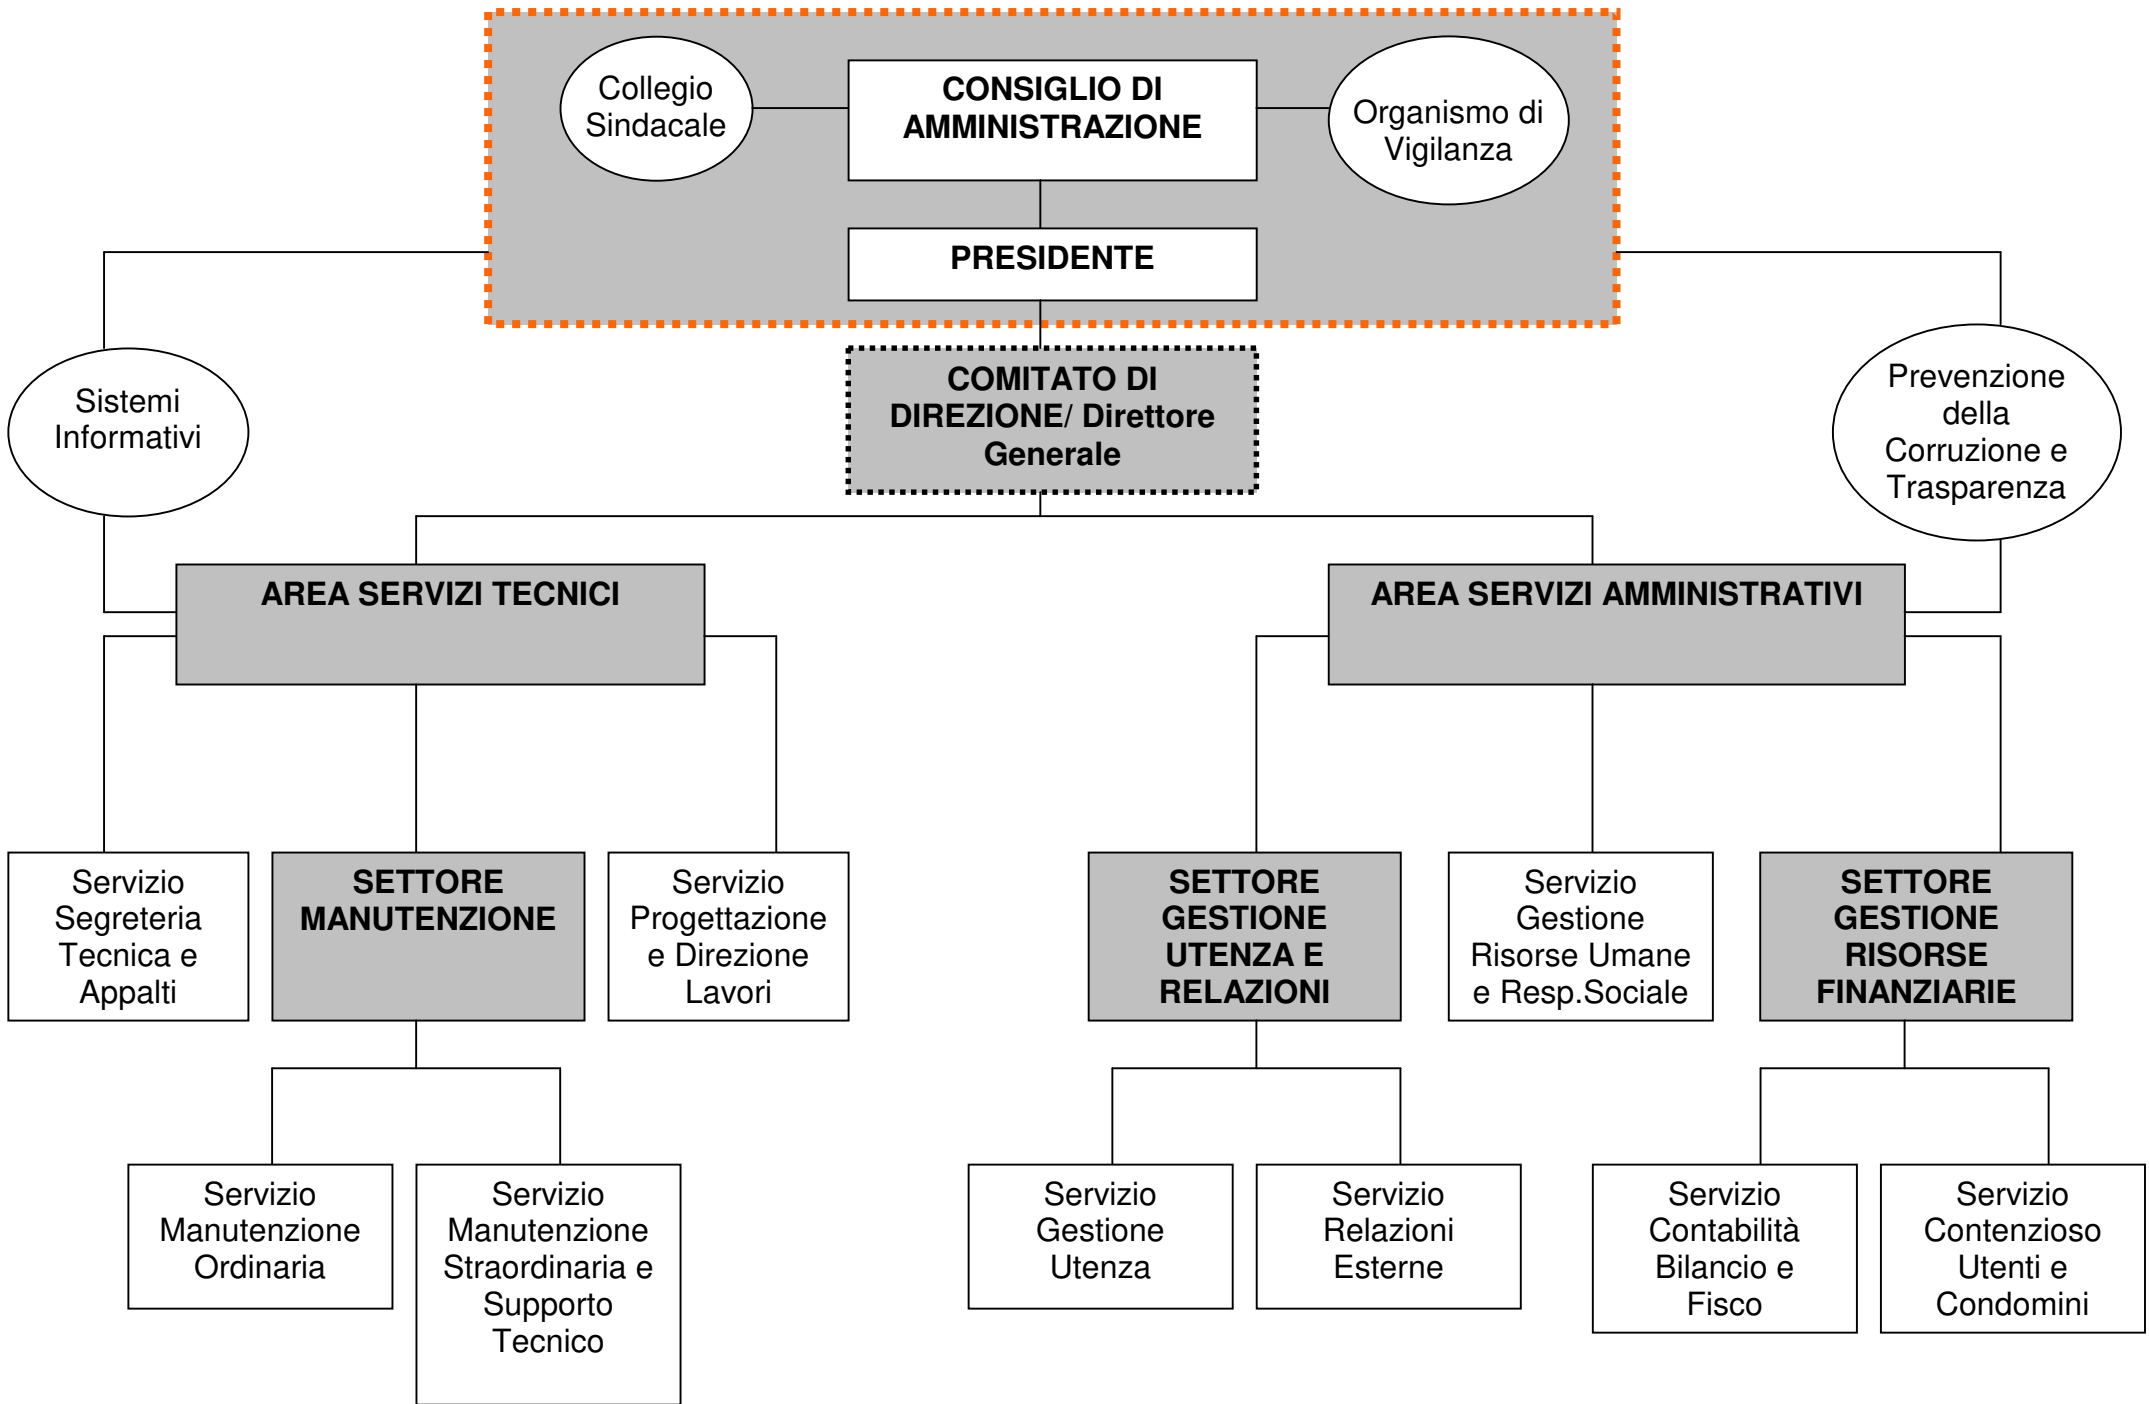 Collegio
Sindacale
CONSIGLIO DI
AMMINISTRAZIONE
Organismo di
Vigilanza
PRESIDENTE
Sistemi
Informativi
COMITATO DI
DIREZIONE/ Direttore
Generale
Prevenzione
della
Corruzione e
Trasparenza
AREA SERVIZI TECNICI
AREA SERVIZI AMMINISTRATIVI
Servizio
Segreteria
Tecnica e
Appalti
SETTORE
MANUTENZIONE
Servizio
Progettazione
e Direzione
Lavori
SETTORE
GESTIONE
UTENZA E
RELAZIONI
Servizio
Gestione
Risorse Umane
e Resp.Sociale
SETTORE
GESTIONE
RISORSE
FINANZIARIE
Servizio
Manutenzione
Ordinaria
Servizio
Manutenzione
Straordinaria e
Supporto
Tecnico
Servizio
Gestione
Utenza
Servizio
Relazioni
Esterne
Servizio
Contabilità
Bilancio e
Fisco
Servizio
Contenzioso
Utenti e
Condomini